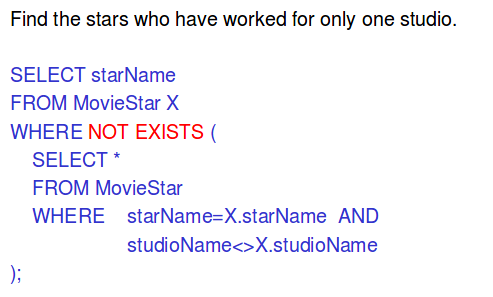 Find the stars who have worked for only one studio.
SELECT starName
FROM MovieStar X
WHERE NOT EXISTS (
SELECT *
FROM MovieStar
WHERE starName=X.starName AND
studioName<>X.studioName
);